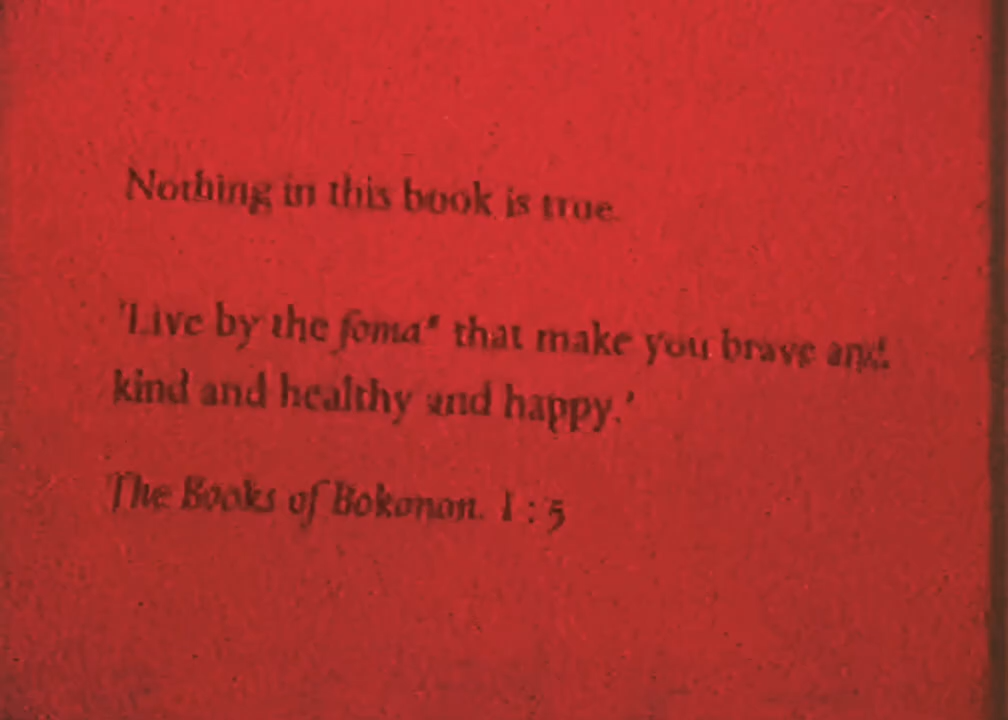 Nothing in this book is true.
'Live by the foma* that make you brave and
kind and healthy and happy.'
The Books of Bokonon. I : 5